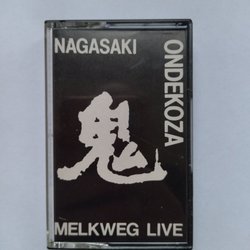 NAGASAKI
ONDEKOZA
鬼
MELKWEG LIVE